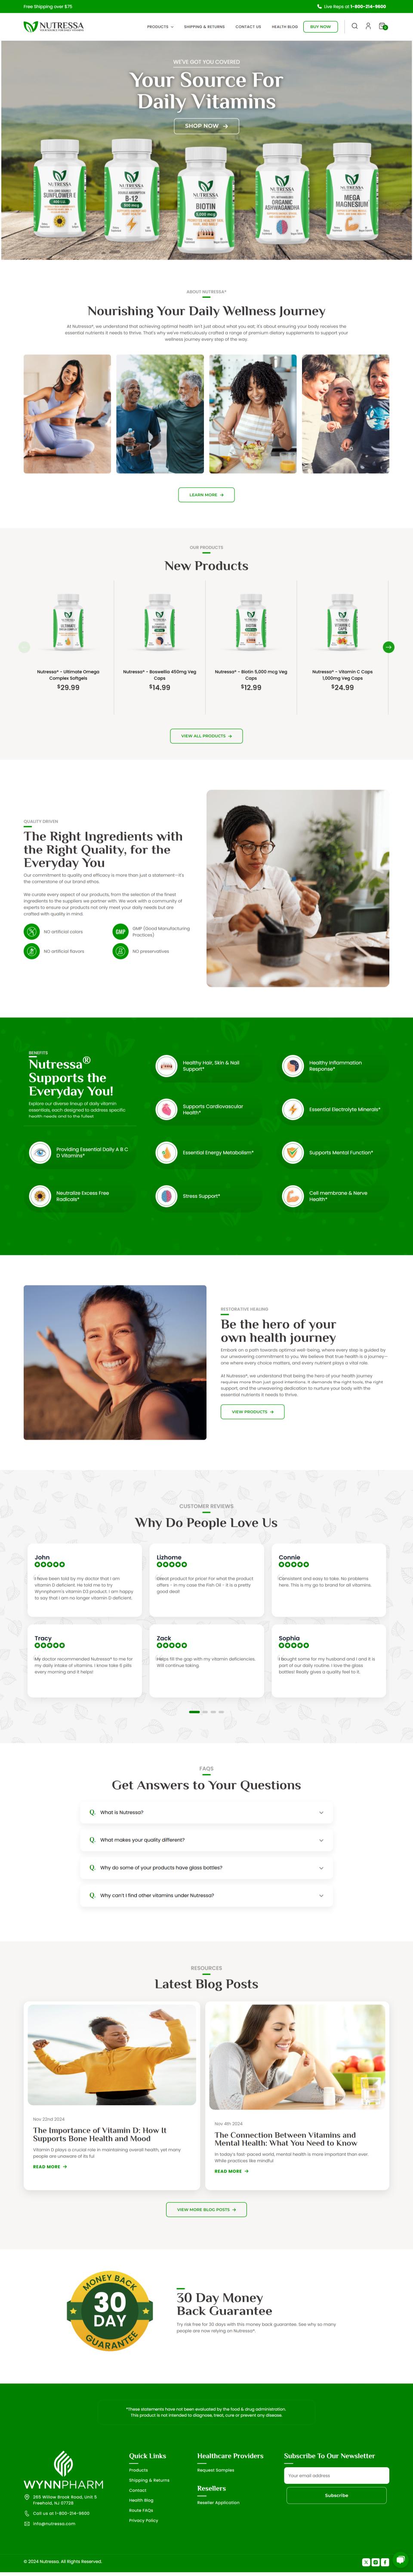 Free Shipping over $75
Live Reps at 1-800-314-9600
NUTRESSA
PRODUCTS
SHIPPING & RETURNS
CONTACT US
HEALTH BLOG
BUY NOW
WE'VE GOT YOU COVERED
Your Source For
Daily Vitamins
SHOP NOW
NUTRESSA
SUNFLOWER E
NUTRESSA
B-12
NUTRESSA
BIOTIN
5,000 mcg
NUTRESSA
ASHWAGANDHA
NUTRESSA
MEGA
MAGNESIUM
ABOUT NUTRESSA®
Nourishing Your Daily Wellness Journey
At Nutressa®, we understand that achieving optimal health isn't just about what you eat; it's about ensuring your body receives the
essential nutrients it needs to thrive. That's why we've meticulously crafted a range of premium dietary supplements to support your
wellness journey every step of the way.
LEARN MORE
OUR PRODUCTS
New Products
Nutressa® - Ultimate Omega
Complex Softgels
$29.99
Nutressa® - Boswellia 450mg Veg
Caps
$14.99
Nutressa® - Biotin 5,000 mcg Veg
Caps
$12.99
Nutressa® - Vitamin C Caps
1,000mg Veg Caps
$24.99
VIEW ALL PRODUCTS
QUALITY DRIVEN
The Right Ingredients with
the Right Quality, for the
Everyday You
Our commitment to quality and efficacy is more than just a statement—it's
the cornerstone of our brand ethos.
We curate every aspect of our products, from the selection of the finest
ingredients to the suppliers we partner with. We work with a community of
experts to ensure our products not only meet your daily needs but are
crafted with quality in mind.
NO artificial colors
GMP
GMP (Good Manufacturing
Practices)
NO artificial flavors
NO preservatives
BENEFITS
Nutressa®
Supports the
Everyday You!
Explore our diverse lineup of daily vitamin
essentials, each designed to address specific
health needs to the fullest.
Healthy Hair, Skin & Nail
Support*
Healthy Inflammation
Response*
Supports Cardiovascular
Health*
Essential Electrolyte Minerals*
Providing Essential Daily A B C
D Vitamins*
Essential Energy Metabolism*
Supports Mental Function*
Neutralize Excess Free
Radicals*
Stress Support*
Cell membrane & Nerve
Health*
RESTORATIVE HEALING
Be the hero of your
own health journey
Embark on a path towards optimal well-being, where every step is guided by
our unwavering commitment to you. We believe that true health is a journey—
one where every choice matters, and every nutrient plays a vital role.
At Nutressa®, we understand that being the hero of your health journey
requires more than just good intentions. It demands the right tools, the right
support, and the unwavering dedication to nurture your body with the
essential nutrients it needs to thrive.
VIEW PRODUCTS
CUSTOMER REVIEWS
Why Do People Love Us
John
I Have been told by my doctor that I am
vitamin D deficient. He told me to try
Wynnpharm's vitamin D3 product. I am happy
to say that I am no longer vitamin D deficient.
Lizhome
Great product for price! For what the product
offers - in my case the Fish Oil - it is a pretty
good deal!
Connie
Consistent and easy to take. No problems
here. This is my go to brand for all vitamins.
Tracy
My doctor recommended Nutressa® to me for
my daily intake of vitamins. I know take 6 pills
every morning and it helps!
Zack
Helps fill the gap with my vitamin deficiencies.
Will continue taking.
Sophia
I Bought some for my husband and I and it is
part of our daily routine. I love the glass
bottles! Really gives a quality feel to it.
FAQS
Get Answers to Your Questions
Q. What is Nutressa?
Q. What makes your quality different?
Q. Why do some of your products have glass bottles?
Q. Why can't I find other vitamins under Nutressa?
RESOURCES
Latest Blog Posts
Nov 22nd 2024
The Importance of Vitamin D: How It
Supports Bone Health and Mood
Vitamin D plays a crucial role in maintaining overall health, yet many
people are unaware of its ful
READ MORE
Nov 4th 2024
The Connection Between Vitamins and
Mental Health: What You Need to Know
In today's fast-paced world, mental health is more important than ever.
While practices like mindful
READ MORE
VIEW MORE BLOG POSTS
MONEY BACK
30
DAY
GUARANTEE
30 Day Money
Back Guarantee
Try risk free for 30 days with this money back guarantee. See why so many
people are now relying on Nutressa®.
*These statements have not been evaluated by the food & drug administration.
This product is not intended to diagnose, treat, cure or prevent any disease.
WYNNPHARM
265 Willow Brook Road, Unit 5
Freehold, NJ 07728
Call us at 1-800-314-9600
info@nutressa.com
Quick Links
Products
Shipping & Returns
Contact
Health Blog
Route FAQs
Privacy Policy
Healthcare Providers
Request Samples
Resellers
Reseller Application
Subscribe To Our Newsletter
Your email address
Subscribe
© 2024 Nutressa. All Rights Reserved.